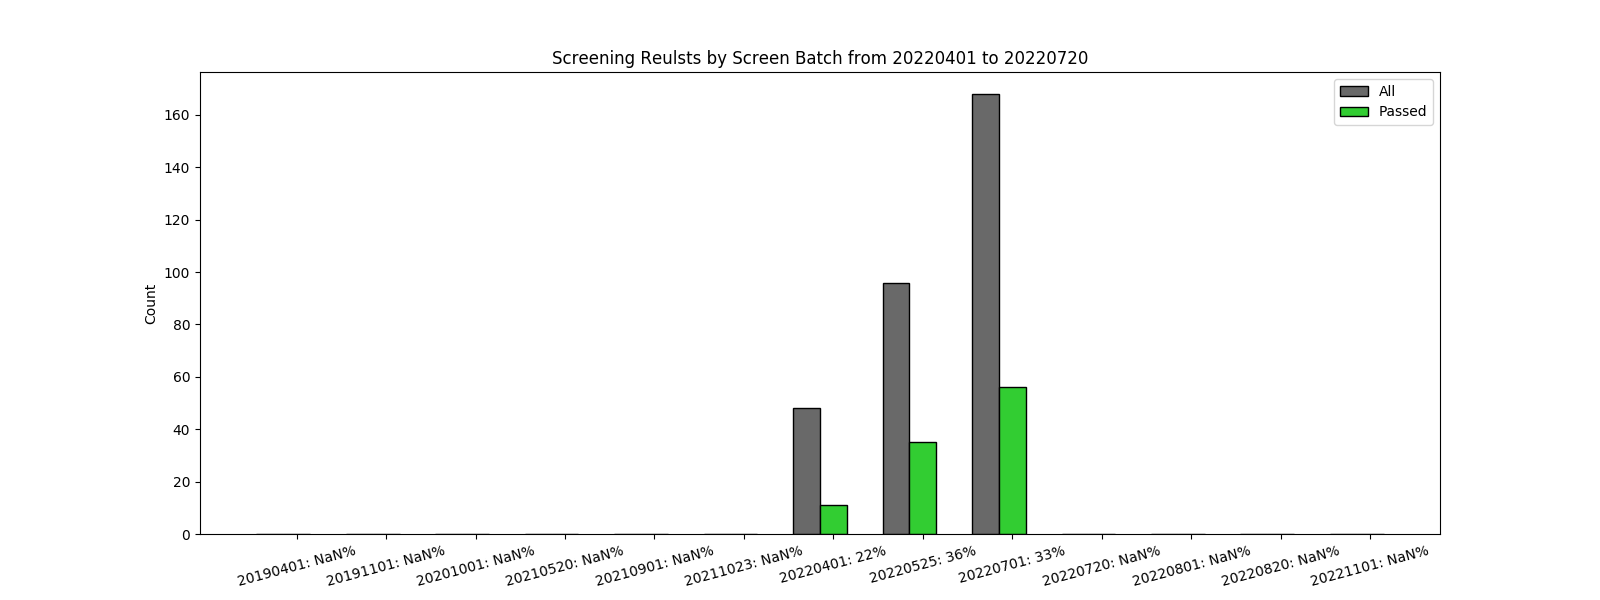 Screening Reulsts by Screen Batch from 20220401 to 20220720
All
Passed
Count
160
140
120
100
80
60
40
20
0
20190401: NaN%
20191101: NaN%
20201001: NaN%
20210520: NaN%
20210901: NaN%
20211023: NaN%
20220401: 22%
20220525: 36%
20220701: 33%
20220720: NaN%
20220801: NaN%
20220820: NaN%
20221101: NaN%